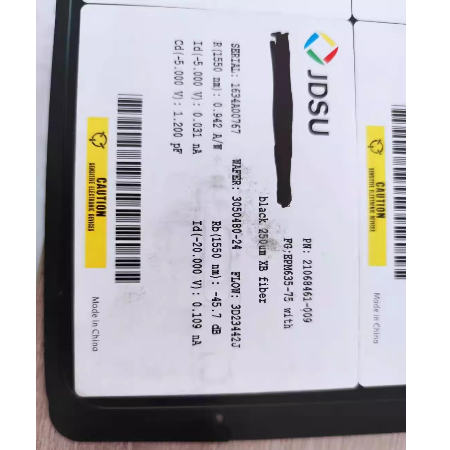 JDSU
PN: 21068461-009
FG;EPM635-75 with
black 250um XB fiber
SERIAL: 1634A00767 WAFER: 3050480-24 FLOW: 3D23442J
R(1550 nm): 0.942 A/W Rb(1550 nm): -45.7 dB
Id(-5.000 V): 0.031 nA Id(-20.000 V): 0.109 nA
Cd(-5.000 V): 1.200 pF
CAUTION
SENSITIVE ELECTRONIC DEVICES
Made in China
CAUTION
SENSITIVE ELECTRONIC DEVICES
Made in China